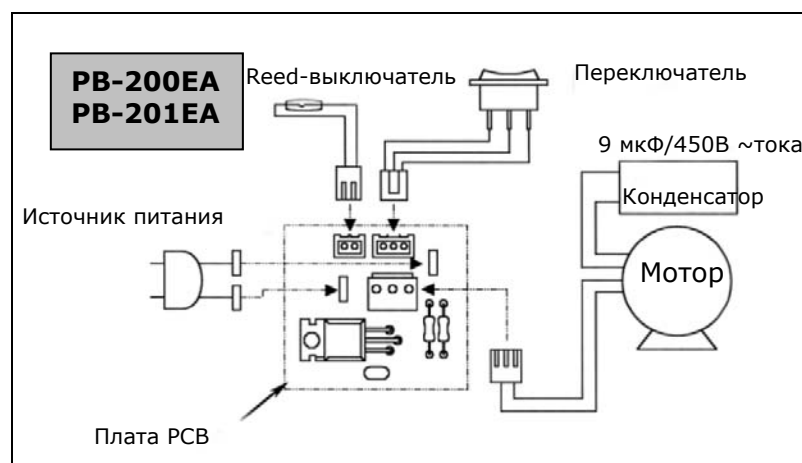 PB-200EA
PB-201EA
Reed-выключатель
Переключатель
9 мкФ/450В ~тока
Конденсатор
Источник питания
Мотор
Плата PCB